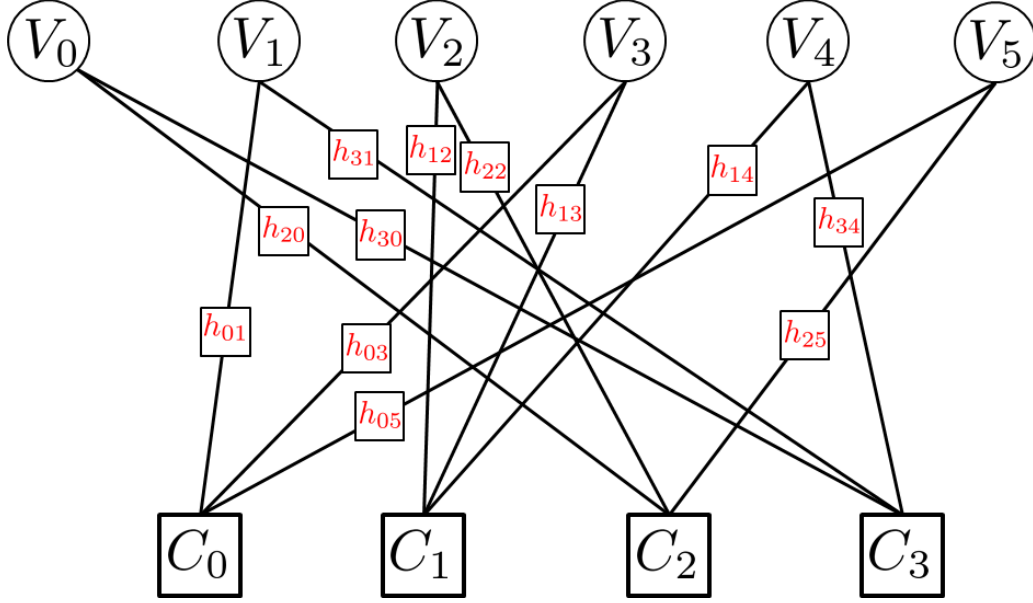 V₀ V₁ V₂ V₃ V₄ V₅
h₃₁ h₁₂ h₂₂ h₁₄
h₂₀ h₃₀ h₁₃ h₃₄
h₀₁ h₀₃ h₂₅
h₀₅
C₀ C₁ C₂ C₃